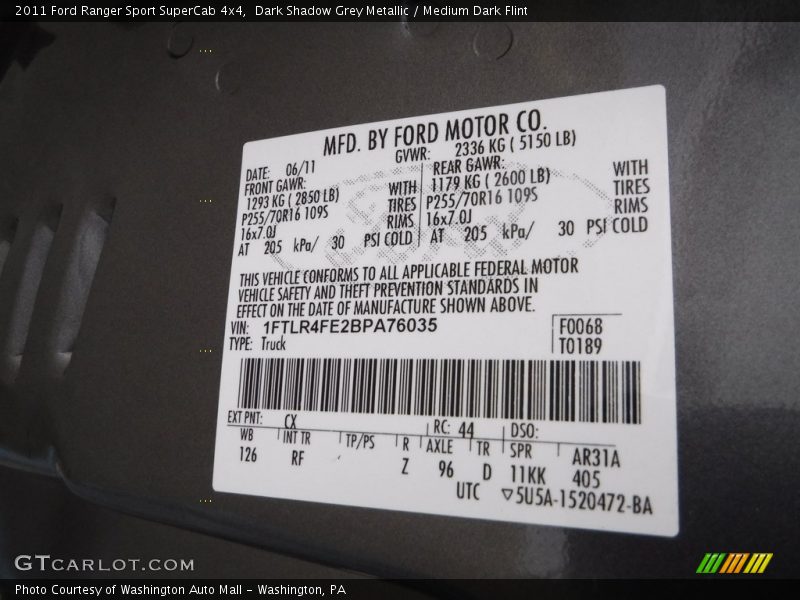 2011 Ford Ranger Sport SuperCab 4x4,  Dark Shadow Grey Metallic / Medium Dark Flint
MFD. BY FORD MOTOR CO.
DATE: 06/11 GVWR: 2336 KG ( 5150 LB)
FRONT GAWR: REAR GAWR:
1293 KG ( 2850 LB) WITH 1179 KG ( 2600 LB) WITH
P255/70R16 109S TIRES P255/70R16 109S TIRES
16x7.0J RIMS 16x7.0J RIMS
AT 205 kPa/ 30 PSI COLD AT 205 kPa/ 30 PSI COLD
THIS VEHICLE CONFORMS TO ALL APPLICABLE FEDERAL MOTOR
VEHICLE SAFETY AND THEFT PREVENTION STANDARDS IN
EFFECT ON THE DATE OF MANUFACTURE SHOWN ABOVE.
VIN: 1FTLR4FE2BPA76035 F0068
TYPE: Truck T0189
EXT PNT: CX RC: 44 DSO:
WB INT TR TP/PS R AXLE TR SPR AR31A
126 RF Z 96 D 11KK 405
UTC ▽5U5A-1520472-BA
GTCARLOT.COM
Photo Courtesy of Washington Auto Mall - Washington, PA